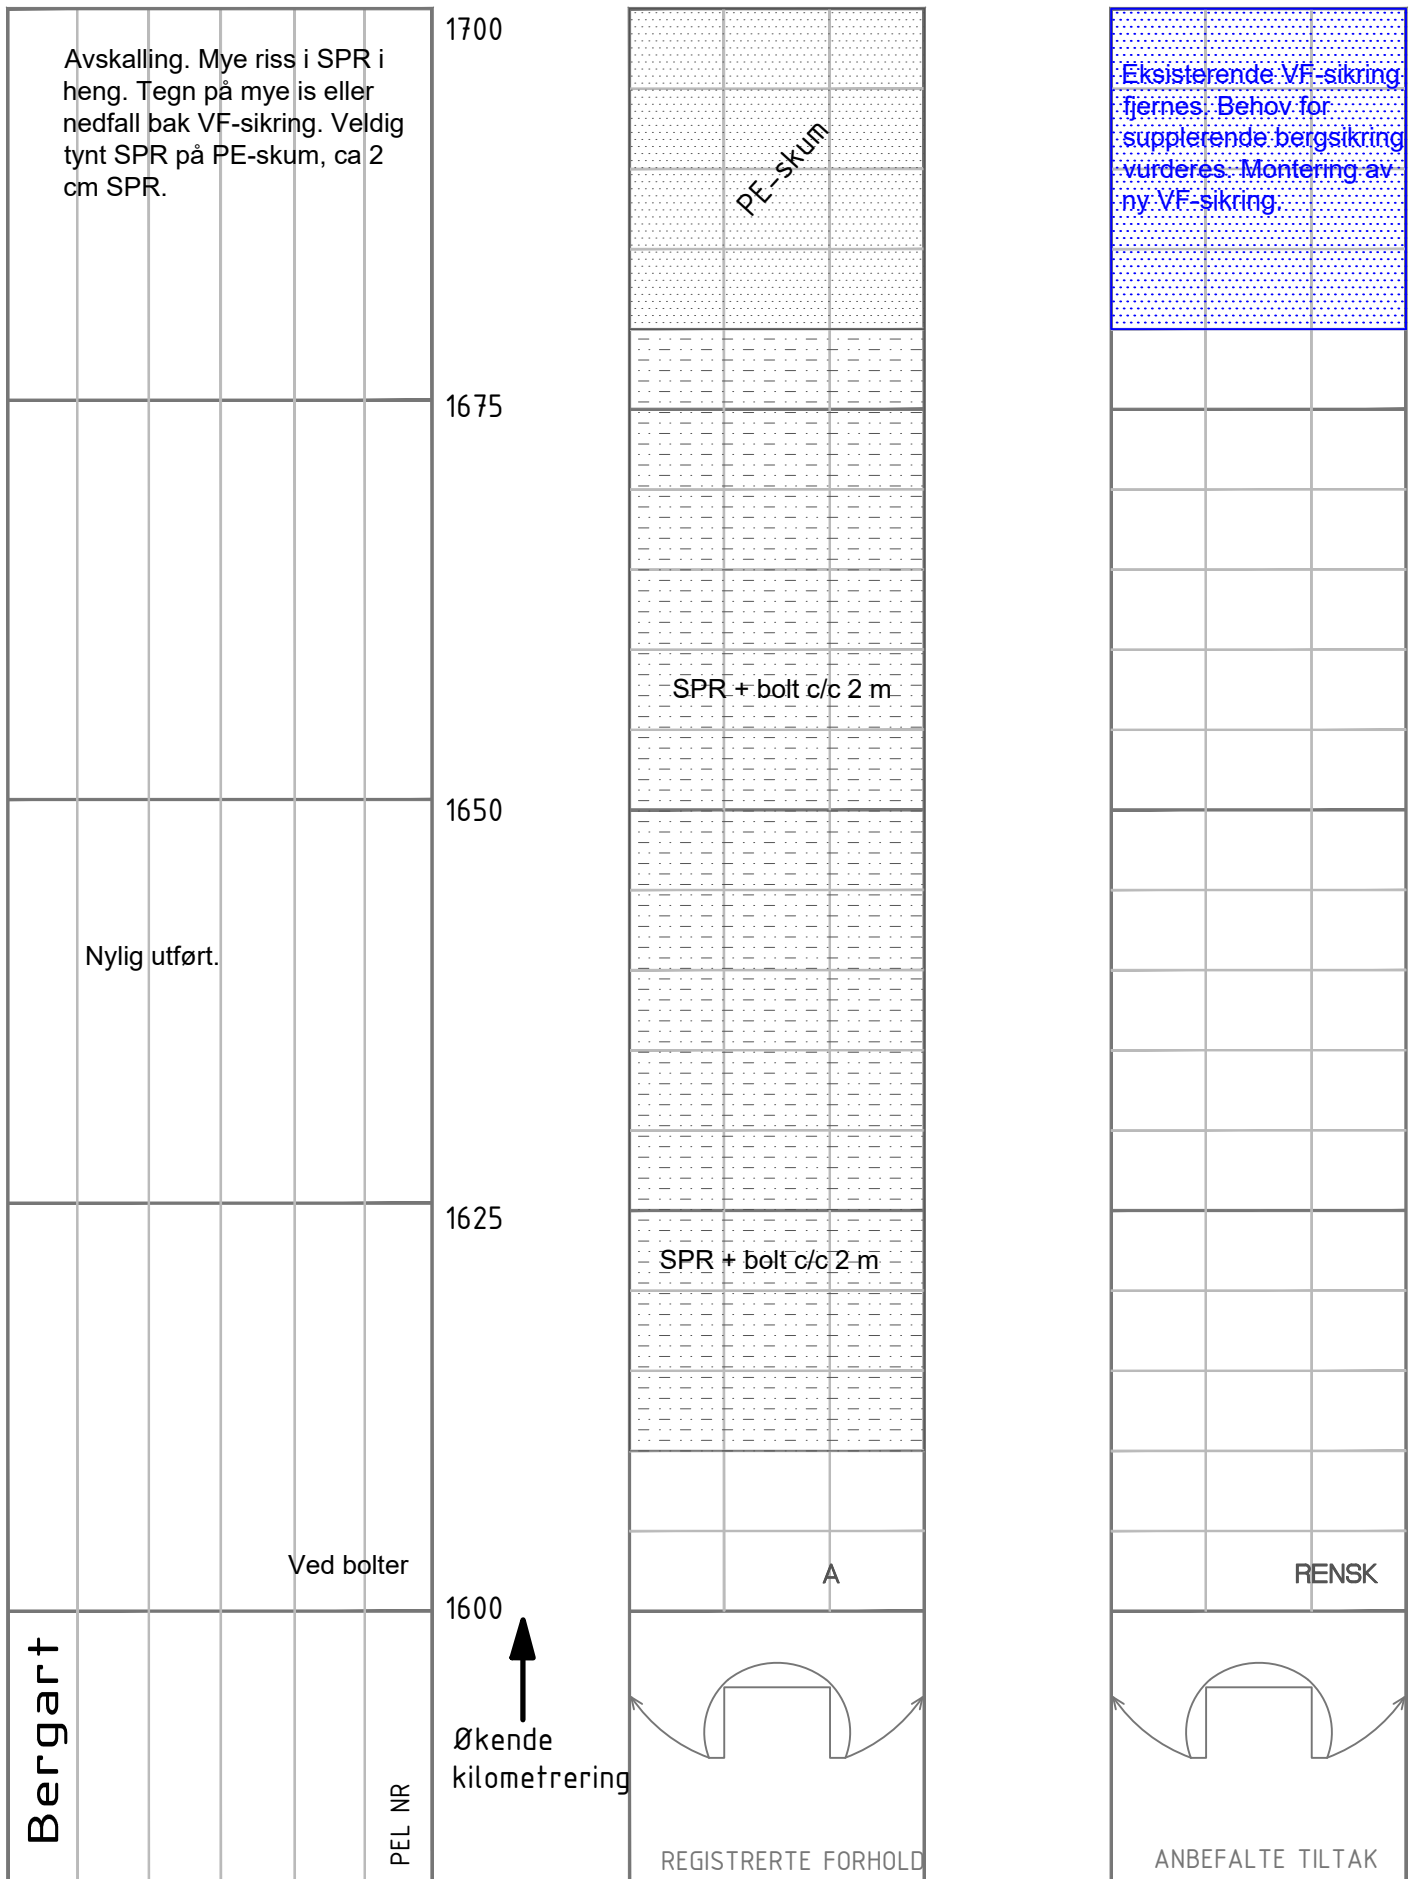 1700
Avskalling. Mye riss i SPR i
heng. Tegn på mye is eller
nedfall bak VF-sikring. Veldig
tynt SPR på PE-skum, ca 2
cm SPR.
PE-skum
Eksisterende VF-sikring
fjernes. Behov for
supplerende bergsikring
vurderes. Montering av
ny VF-sikring.
1675
SPR + bolt c/c 2 m
1650
Nylig utført.
1625
SPR + bolt c/c 2 m
Ved bolter
A
RENSK
1600
Bergart
PEL NR
Økende
kilometrering
REGISTRERTE FORHOLD
ANBEFALTE TILTAK